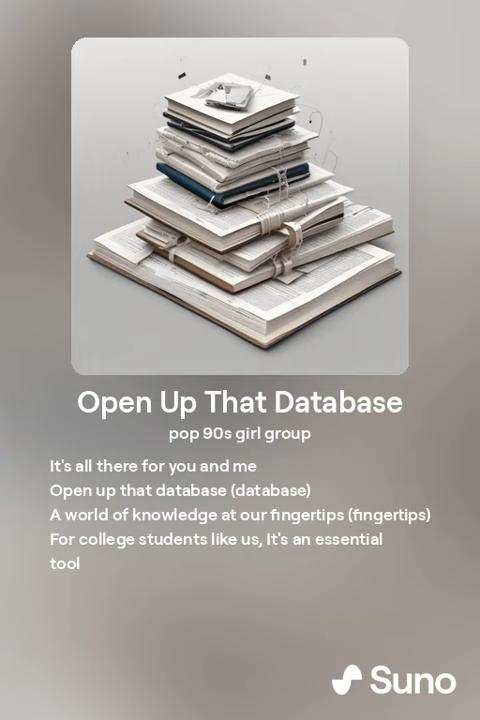 Open Up That Database
pop 90s girl group
It's all there for you and me
Open up that database (database)
A world of knowledge at our fingertips (fingertips)
For college students like us, It's an essential
tool
Suno